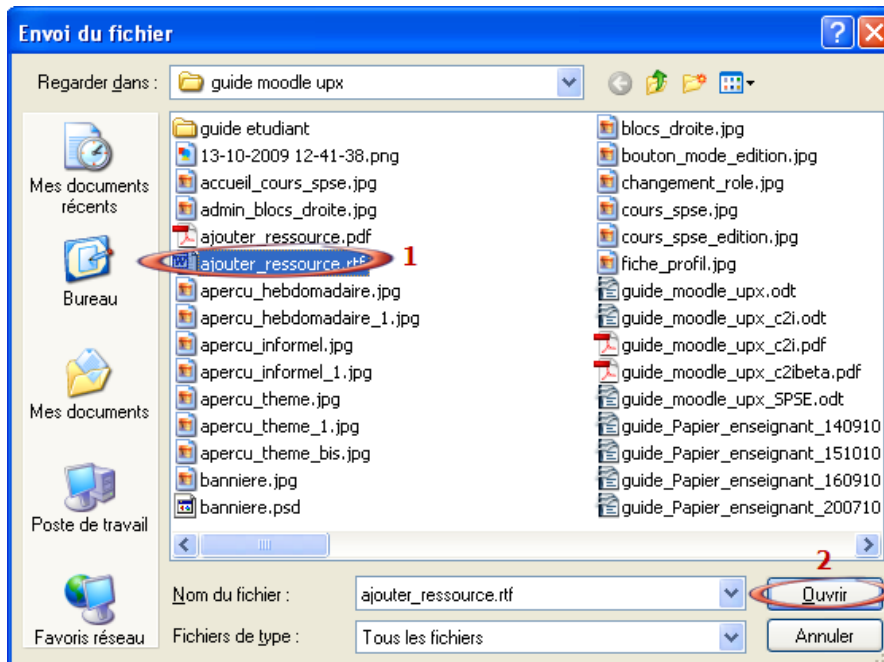 Envoi du fichier
Regarder dans :
guide moodle upx
Mes documents
récents
Bureau
Mes documents
Poste de travail
Favoris réseau
guide etudiant
13-10-2009 12-41-38.png
accueil_cours_spse.jpg
admin_blocs_droite.jpg
ajouter_ressource.pdf
ajouter_ressource.rtf 1
apercu_hebdomadaire.jpg
apercu_hebdomadaire_1.jpg
apercu_informel.jpg
apercu_informel_1.jpg
apercu_theme.jpg
apercu_theme_1.jpg
apercu_theme_bis.jpg
banniere.jpg
banniere.psd
blocs_droite.jpg
bouton_mode_edition.jpg
changement_role.jpg
cours_spse.jpg
cours_spse_edition.jpg
fiche_profil.jpg
guide_moodle_upx.odt
guide_moodle_upx_c2i.odt
guide_moodle_upx_c2i.pdf
guide_moodle_upx_c2ibeta.pdf
guide_moodle_upx_SPSE.odt
guide_Papier_enseignant_140910
guide_Papier_enseignant_151010
guide_Papier_enseignant_160910
guide_Papier_enseignant_200710
2
Nom du fichier :
ajouter_ressource.rtf
Ouvrir
Fichiers de type :
Tous les fichiers
Annuler